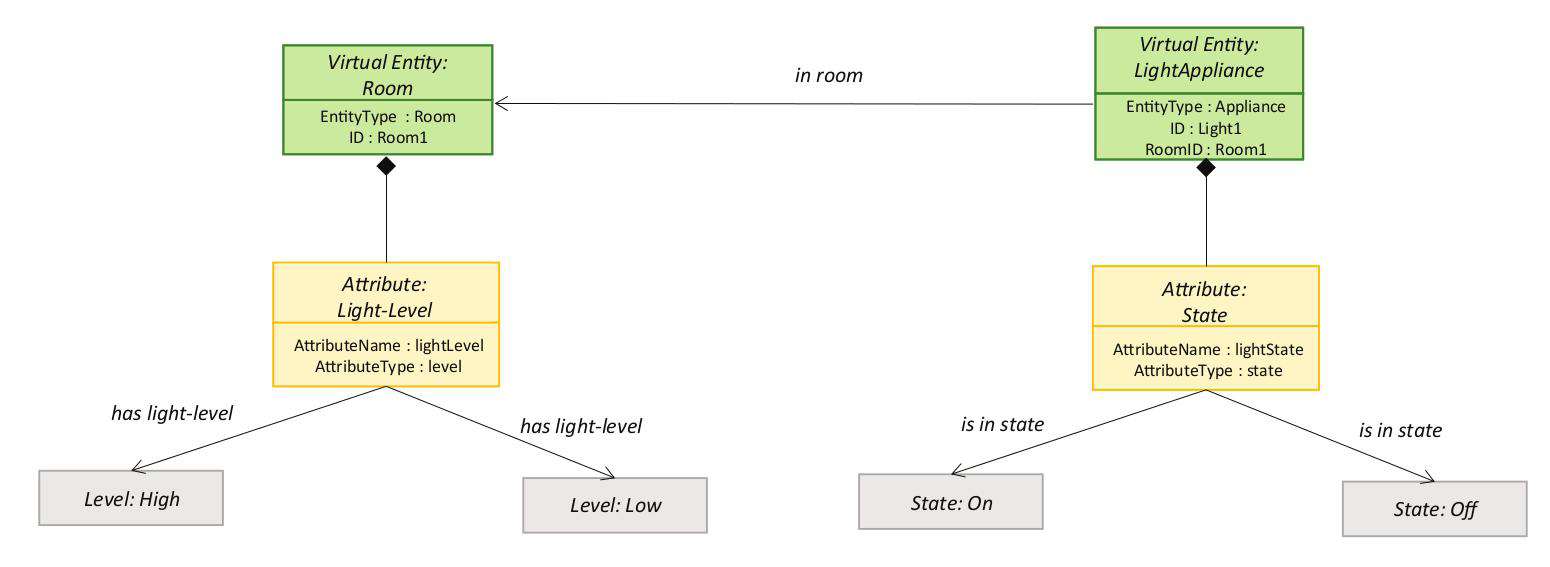 Virtual Entity:
Room
EntityType : Room
ID : Room1
in room
Virtual Entity:
LightAppliance
EntityType : Appliance
ID : Light1
RoomID : Room1
Attribute:
Light-Level
AttributeName : lightLevel
AttributeType : level
Attribute:
State
AttributeName : lightState
AttributeType : state
has light-level
has light-level
is in state
is in state
Level: High
Level: Low
State: On
State: Off